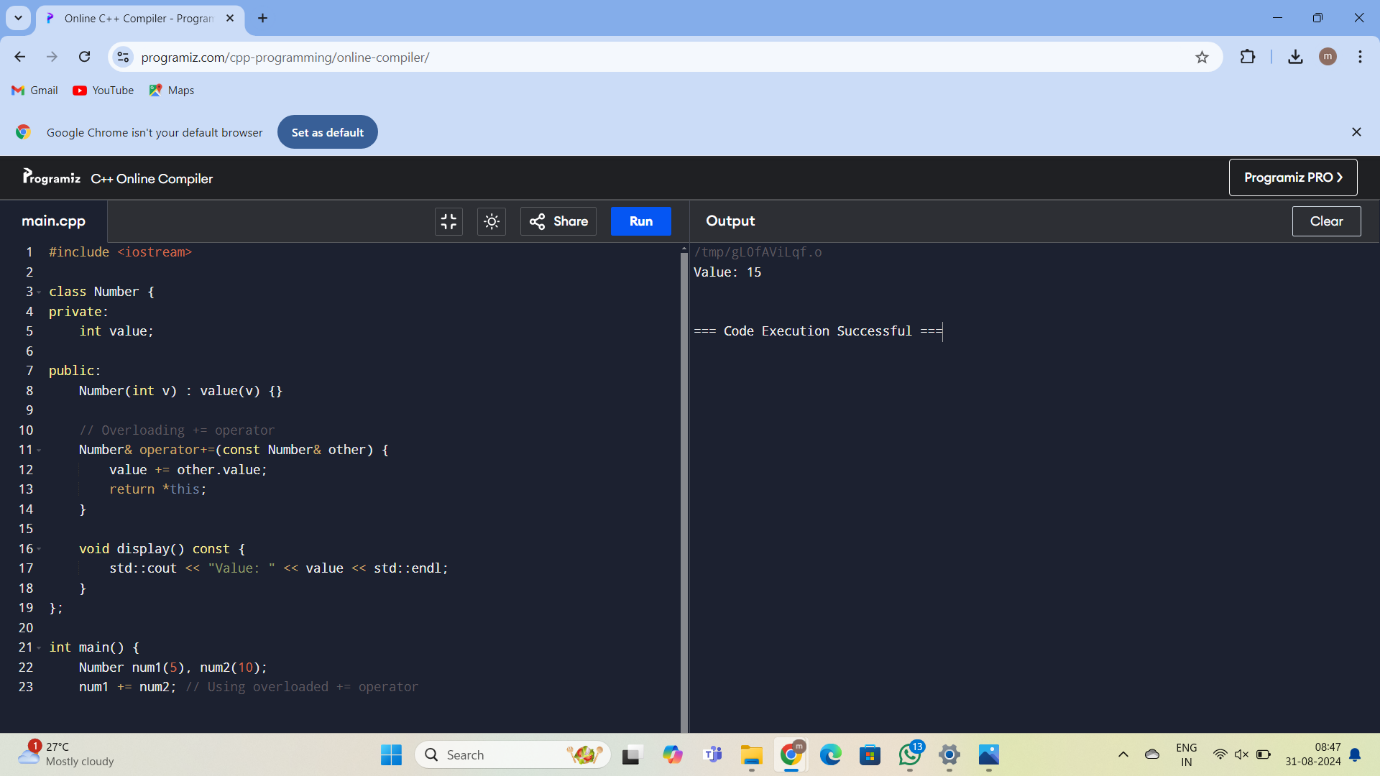 Online C++ Compiler - Program
programiz.com/cpp-programming/online-compiler/
m
Gmail YouTube Maps
Google Chrome isn't your default browser Set as default
Programiz C++ Online Compiler Programiz PRO >
main.cpp Share Run Output Clear
1 #include <iostream>
2
3 class Number {
4 private:
5 int value;
6
7 public:
8 Number(int v) : value(v) {}
9
10 // Overloading += operator
11 Number& operator+=(const Number& other) {
12 value += other.value;
13 return *this;
14 }
15
16 void display() const {
17 std::cout << "Value: " << value << std::endl;
18 }
19 };
20
21 int main() {
22 Number num1(5), num2(10);
23 num1 += num2; // Using overloaded += operator
/tmp/gL0fAViLqf.o
Value: 15
=== Code Execution Successful ===
1
27°C
Mostly cloudy
Search
m
13
ENG
IN
08:47
31-08-2024